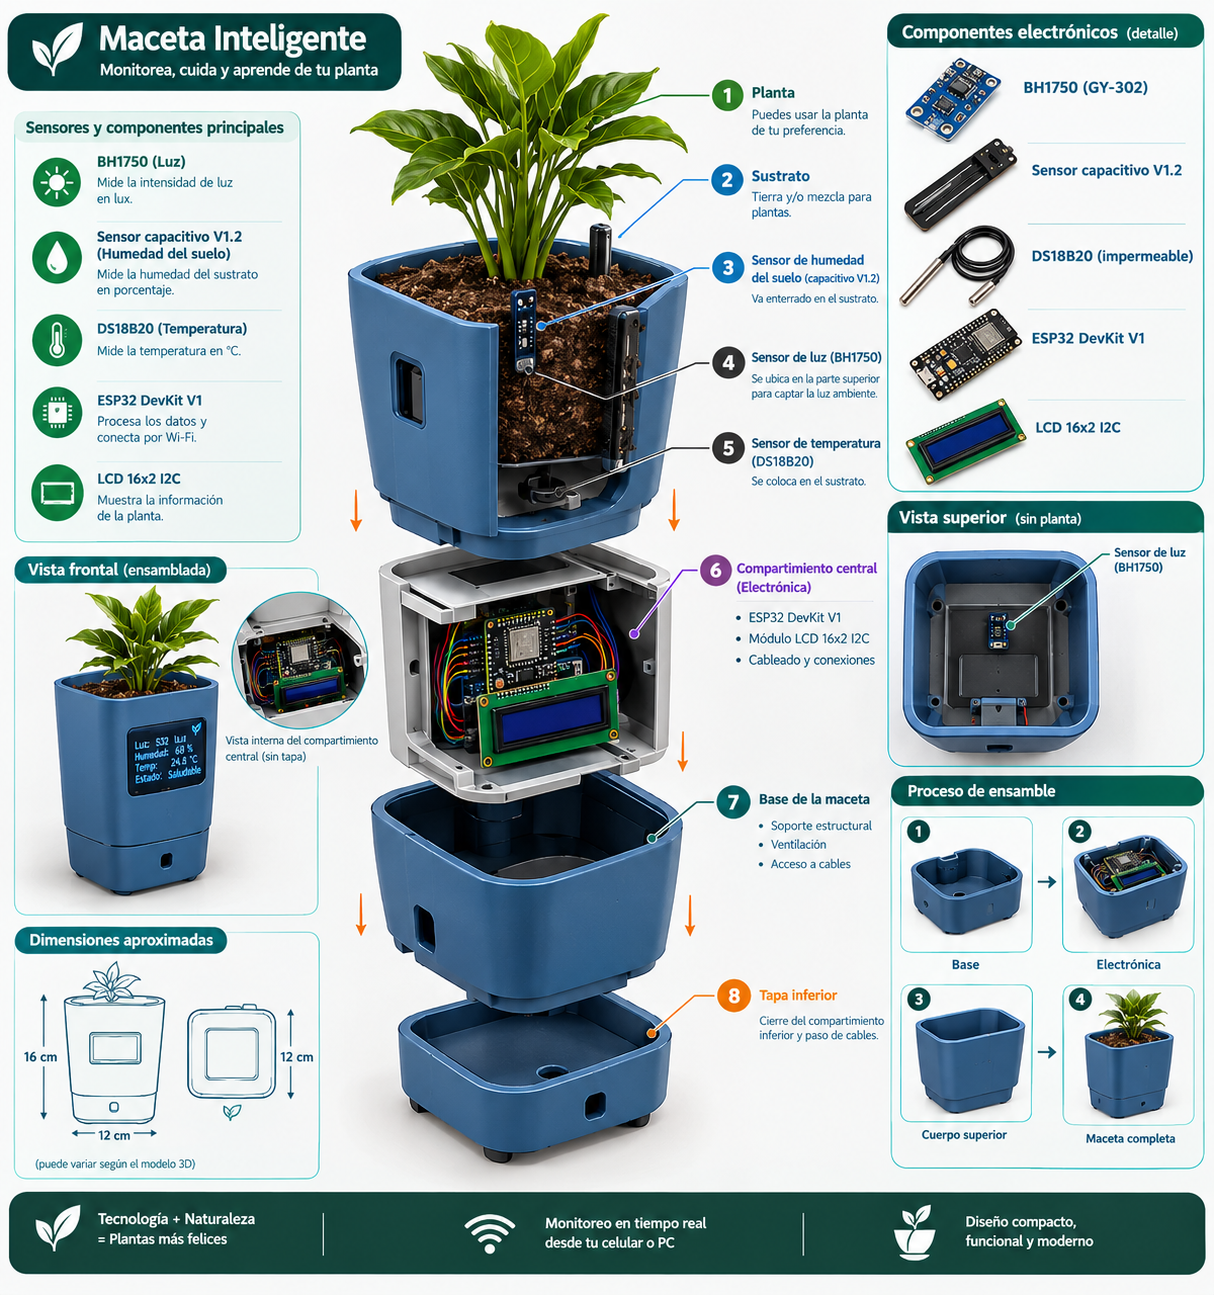 Maceta Inteligente
Monitorea, cuida y aprende de tu planta
Sensores y componentes principales
BH1750 (Luz)
Mide la intensidad de luz
en lux.
Sensor capacitivo V1.2
(Humedad del suelo)
Mide la humedad del sustrato
en porcentaje.
DS18B20 (Temperatura)
Mide la temperatura en °C.
ESP32 DevKit V1
Procesa los datos y
conecta por Wi-Fi.
LCD 16x2 I2C
Muestra la información
de la planta.
Vista frontal (ensamblada)
Humedad: 68 %
Temp: 24.8 °C
Estado: Saludable
Vista interna del compartimiento
central (sin tapa)
Dimensiones aproximadas
16 cm
12 cm
12 cm
(puede variar según el modelo 3D)
1 Planta
Puedes usar la planta
de tu preferencia.
2 Sustrato
Tierra y/o mezcla para
plantas.
3 Sensor de humedad
del suelo (capacitivo V1.2)
Va enterrado en el sustrato.
4 Sensor de luz (BH1750)
Se ubica en la parte superior
para captar la luz ambiente.
5 Sensor de temperatura
(DS18B20)
Se coloca en el sustrato.
6 Compartimiento central
(Electrónica)
• ESP32 DevKit V1
• Módulo LCD 16x2 I2C
• Cableado y conexiones
7 Base de la maceta
• Soporte estructural
• Ventilación
• Acceso a cables
8 Tapa inferior
Cierre del compartimiento
inferior y paso de cables.
Componentes electrónicos (detalle)
BH1750 (GY-302)
Sensor capacitivo V1.2
DS18B20 (impermeable)
ESP32 DevKit V1
LCD 16x2 I2C
Vista superior (sin planta)
Sensor de luz
(BH1750)
Proceso de ensamble
1
Base
2
Electrónica
3
Cuerpo superior
4
Maceta completa
Tecnología + Naturaleza
= Plantas más felices
Monitoreo en tiempo real
desde tu celular o PC
Diseño compacto,
funcional y moderno